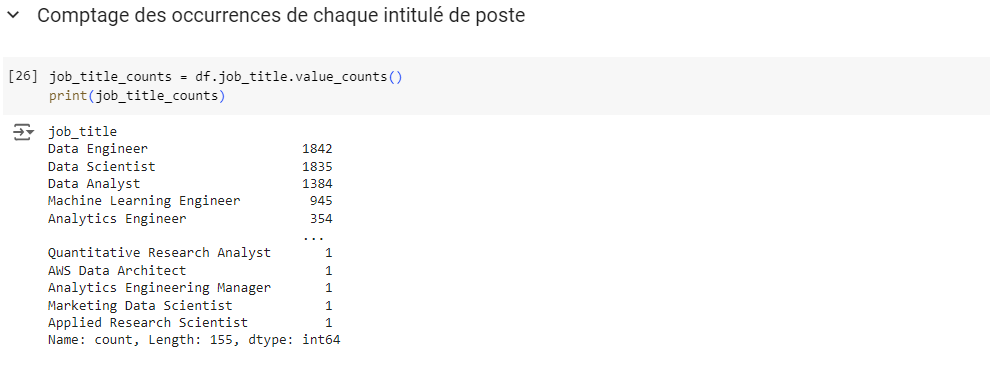 Comptage des occurrences de chaque intitulé de poste
[26] job_title_counts = df.job_title.value_counts()
print(job_title_counts)
job_title
Data Engineer 1842
Data Scientist 1835
Data Analyst 1384
Machine Learning Engineer 945
Analytics Engineer 354
...
Quantitative Research Analyst 1
AWS Data Architect 1
Analytics Engineering Manager 1
Marketing Data Scientist 1
Applied Research Scientist 1
Name: count, Length: 155, dtype: int64